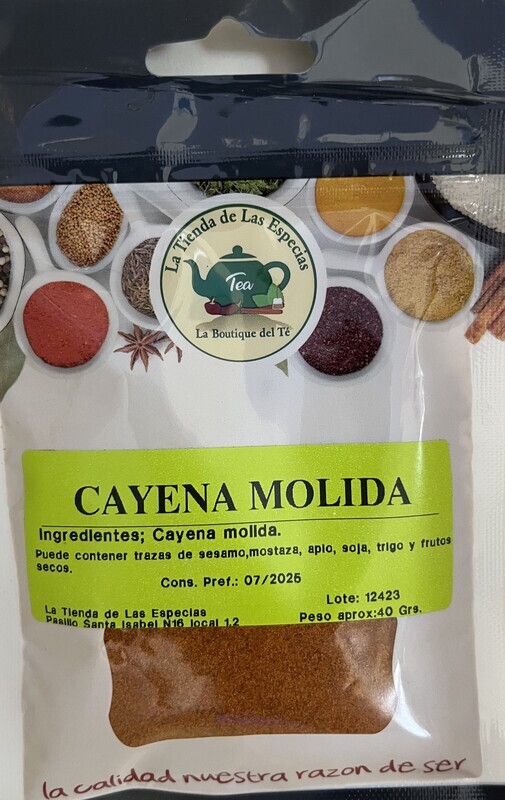 La Tienda de Las Especias
Tea
La Boutique del Té
CAYENA MOLIDA
Ingredientes; Cayena molida.
Puede contener trazas de sesamo,mostaza, apio, soja, trigo y frutos
secos.
Cons. Pref.: 07/2025
Lote: 12423
La Tienda de Las Especias
Peso aprox:40 Grs.
Pasillo Santa Isabel N16 local 1,2
la calidad nuestra razon de ser